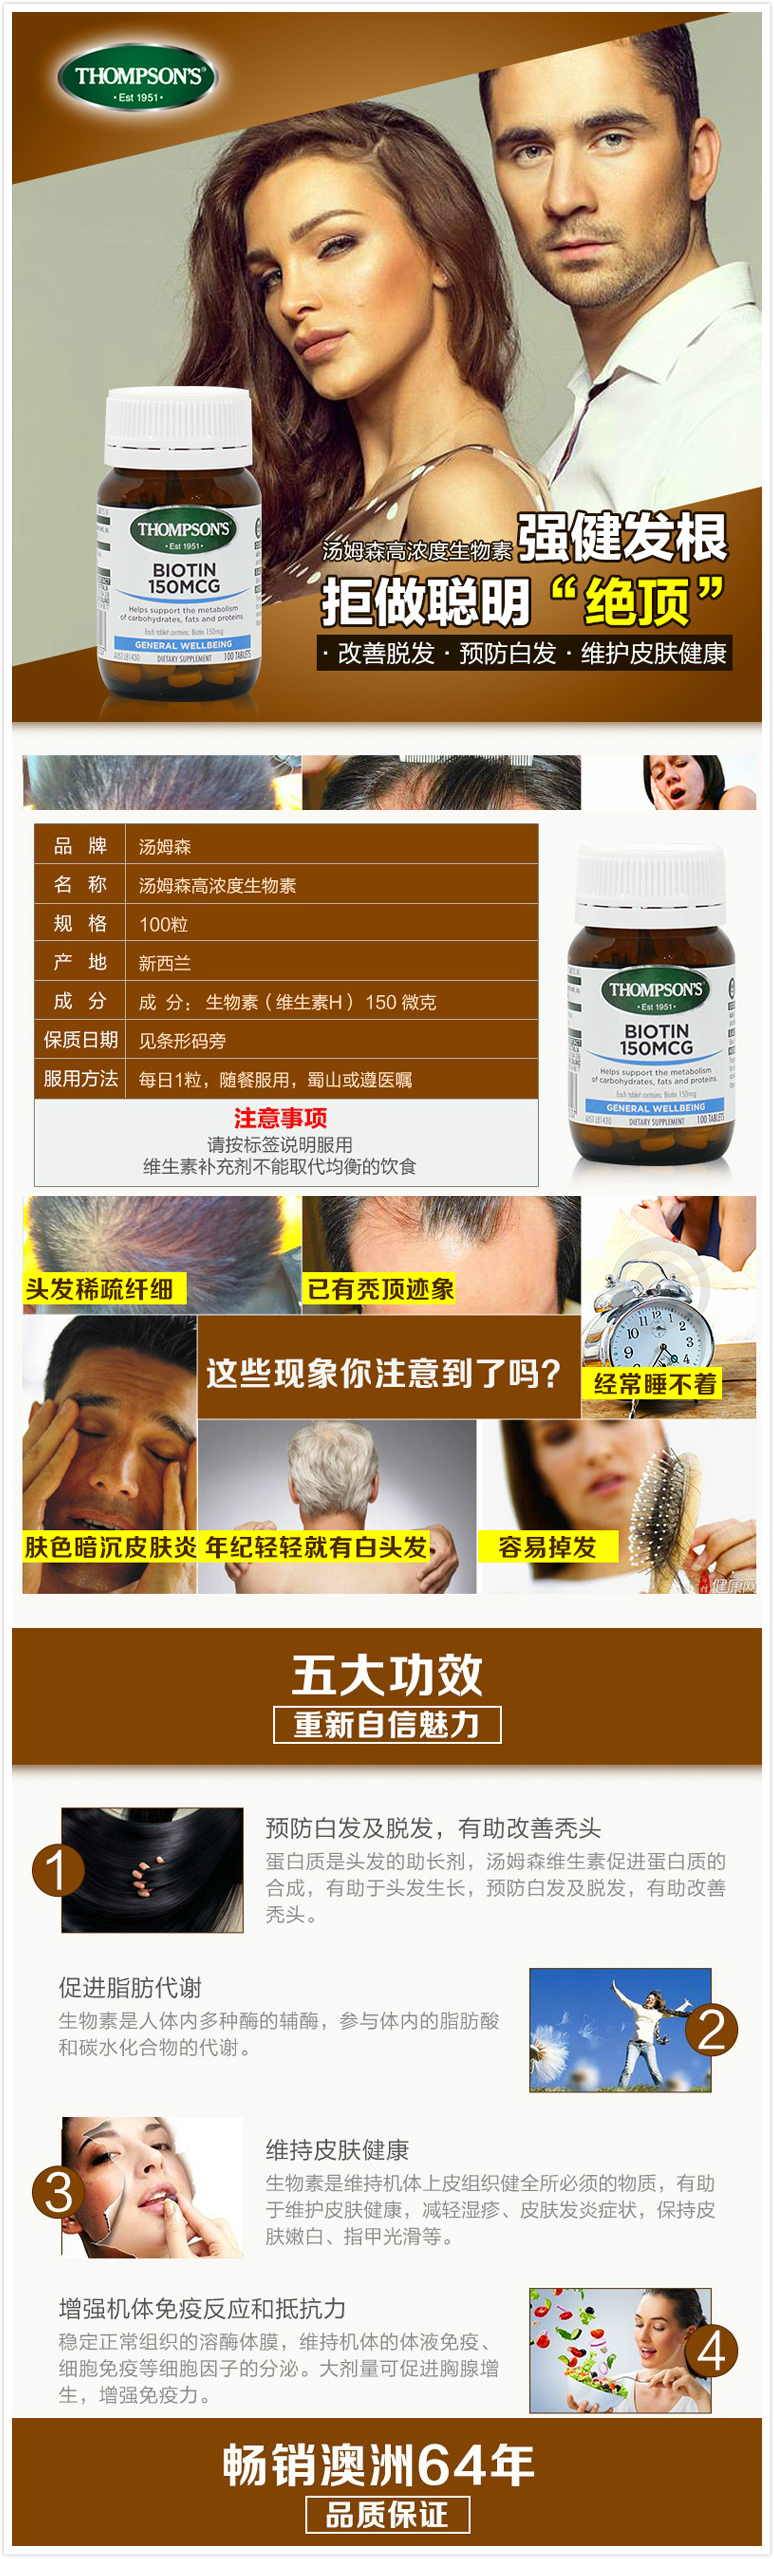 THOMPSON'S
· Est 1951 ·
THOMPSON'S
· Est 1951 ·
BIOTIN
150MCG
Helps support the metabolism
of carbohydrates, fats and proteins.
Each tablet contains: Biotin 150mcg
GENERAL WELLBEING
DIETARY SUPPLEMENT 100 TABLETS
汤姆森高浓度生物素 强健发根
拒做聪明“绝顶”
· 改善脱发 · 预防白发 · 维护皮肤健康
品 牌 汤姆森
名 称 汤姆森高浓度生物素
规 格 100粒
产 地 新西兰
成 分 成 分：生物素（维生素H）150 微克
保质日期 见条形码旁
服用方法 每日1粒，随餐服用，蜀山或遵医嘱
注意事项
请按标签说明服用
维生素补充剂不能取代均衡的饮食
THOMPSON'S
· Est 1951 ·
BIOTIN
150MCG
Helps support the metabolism
of carbohydrates, fats and proteins.
Each tablet contains: Biotin 150mcg
GENERAL WELLBEING
DIETARY SUPPLEMENT 100 TABLETS
头发稀疏纤细
已有秃顶迹象
这些现象你注意到了吗？
经常睡不着
肤色暗沉皮肤炎
年纪轻轻就有白头发
容易掉发
健康网
五大功效
重新自信魅力
1
预防白发及脱发，有助改善秃头
蛋白质是头发的助长剂，汤姆森维生素促进蛋白质的
合成，有助于头发生长，预防白发及脱发，有助改善
秃头。
促进脂肪代谢
生物素是人体内多种酶的辅酶，参与体内的脂肪酸
和碳水化合物的代谢。
2
3
维持皮肤健康
生物素是维持机体上皮组织健全所必须的物质，有助
于维护皮肤健康，减轻湿疹、皮肤发炎症状，保持皮
肤嫩白、指甲光滑等。
增强机体免疫反应和抵抗力
稳定正常组织的溶酶体膜，维持机体的体液免疫、
细胞免疫等细胞因子的分泌。大剂量可促进胸腺增
生，增强免疫力。
4
畅销澳洲64年
品质保证